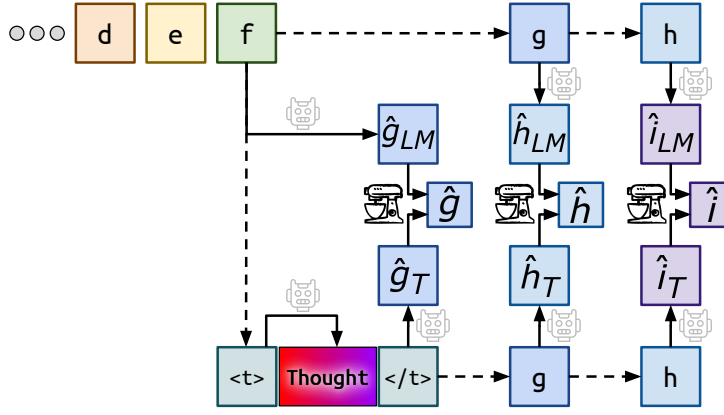 d e f g h
ĝ_LM ĥ_LM î_LM
ĝ ĥ î
ĝ_T ĥ_T î_T
<t> Thought </t> g h